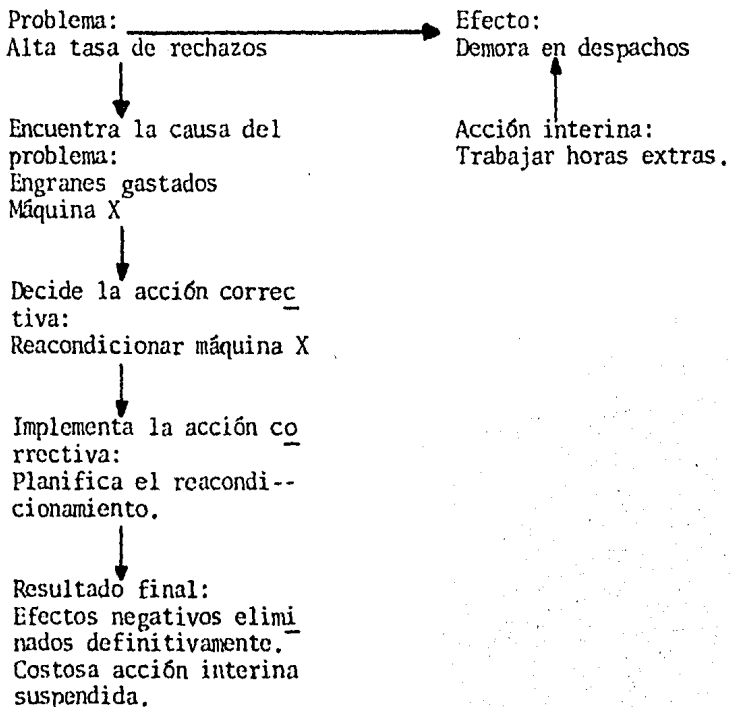 Problema:
Alta tasa de rechazos
Efecto:
Demora en despachos
Encuentra la causa del
problema:
Engranes gastados
Máquina X
Acción interina:
Trabajar horas extras.
Decide la acción correc
tiva:
Reacondicionar máquina X
Implementa la acción co
rrectiva:
Planifica el reacondi--
cionamiento.
Resultado final:
Efectos negativos elimi
nados definitivamente.
Costosa acción interina
suspendida.